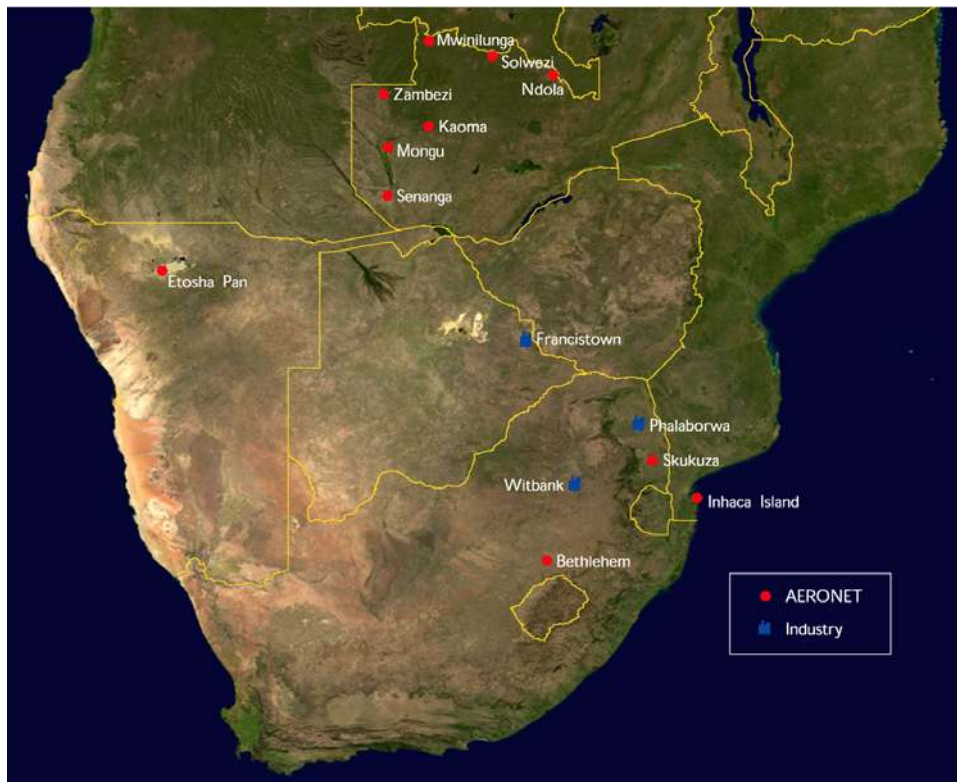 Mwinilunga
Solwezi
Ndola
Zambezi
Kaoma
Mongu
Senanga
Etosha Pan
Francistown
Phalaborwa
Skukuza
Witbank
Inhaca Island
Bethlehem
AERONET
Industry